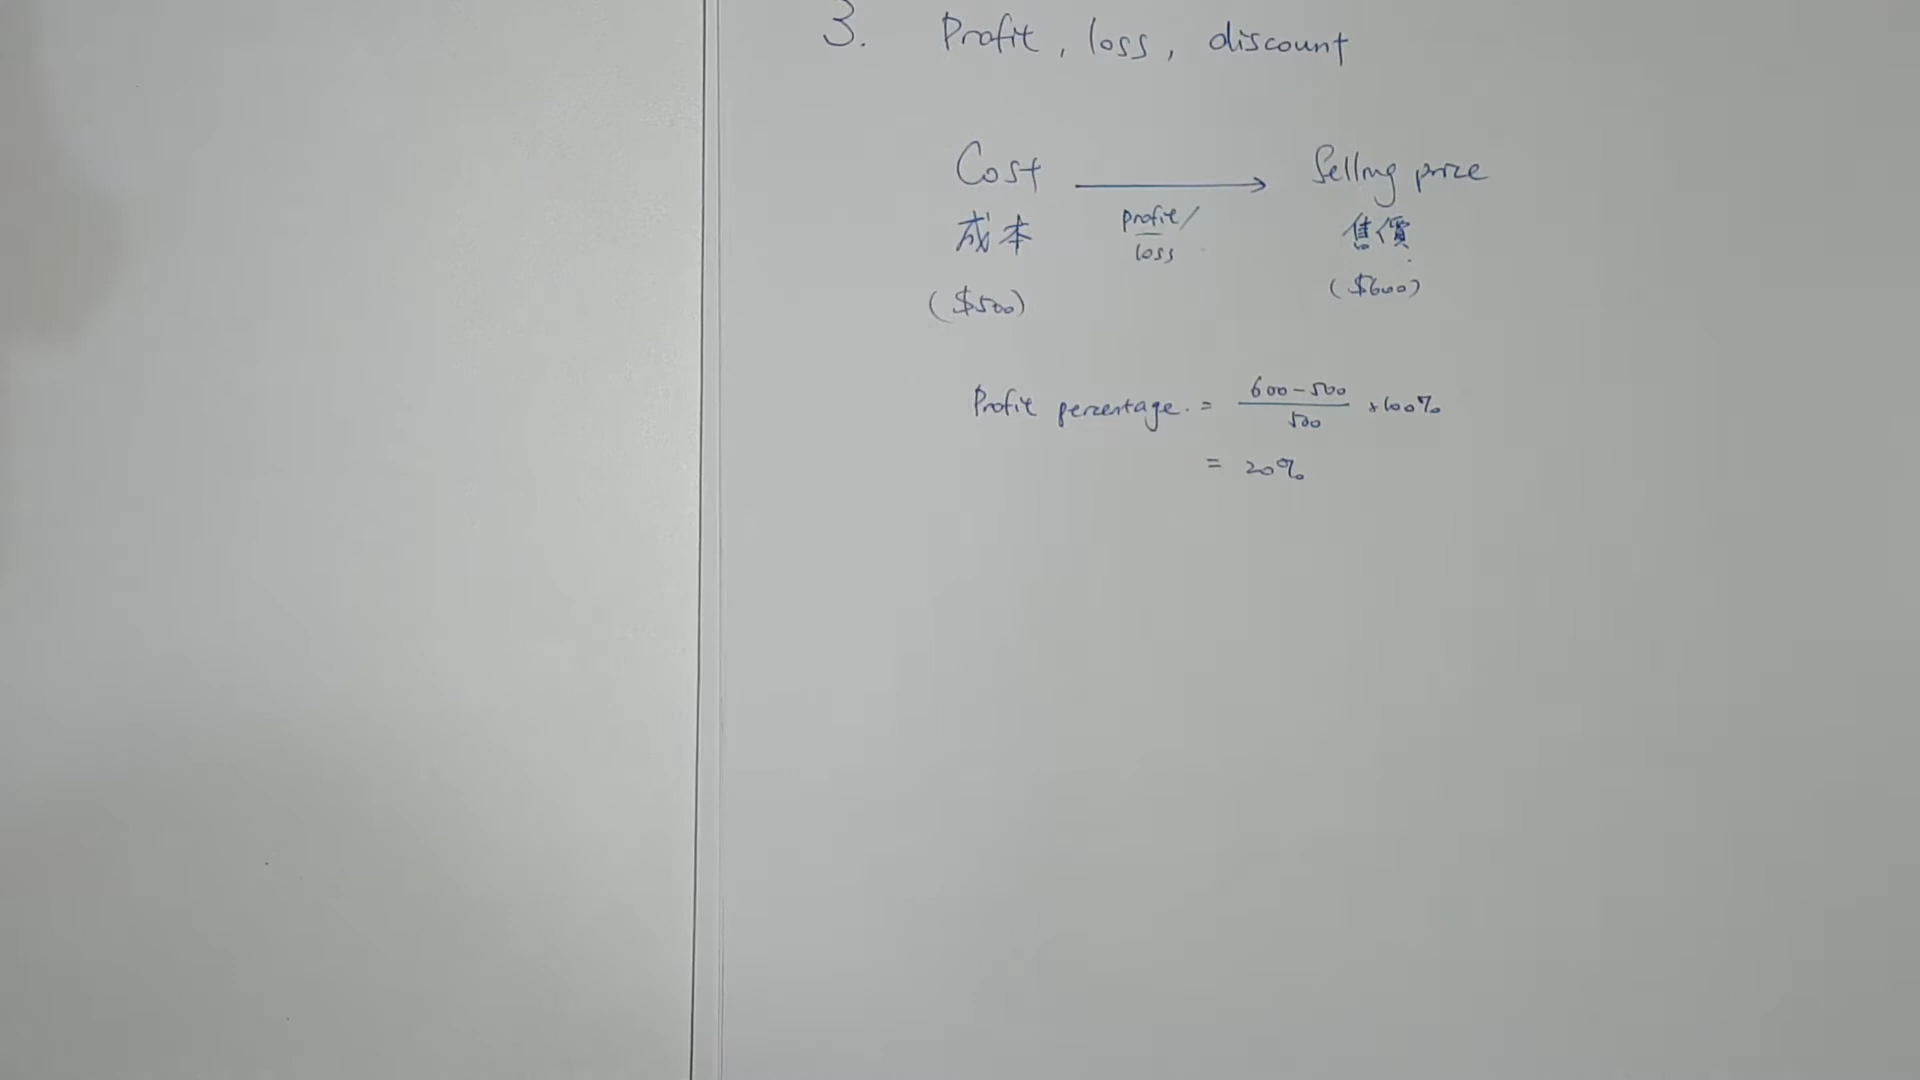 3. Profit, loss, discount
Cost → Selling price
成本 profit/ 售價
loss
($500) ($600)
Profit percentage. = 600-500 / 500 ×100%
= 20%